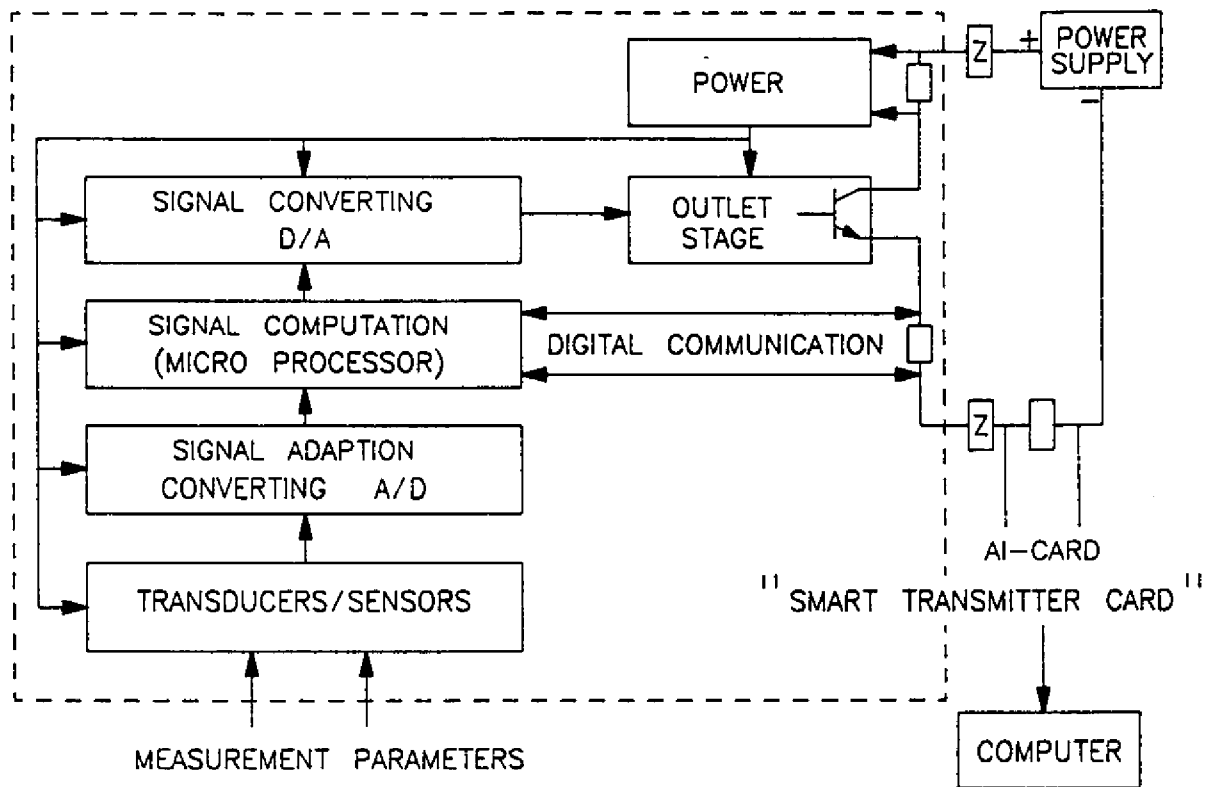 POWER
Z
+
POWER
SUPPLY
-
SIGNAL CONVERTING
D/A
OUTLET
STAGE
SIGNAL COMPUTATION
(MICRO PROCESSOR)
DIGITAL COMMUNICATION
Z
SIGNAL ADAPTION
CONVERTING A/D
AI-CARD
TRANSDUCERS/SENSORS
"SMART TRANSMITTER CARD"
MEASUREMENT PARAMETERS
COMPUTER